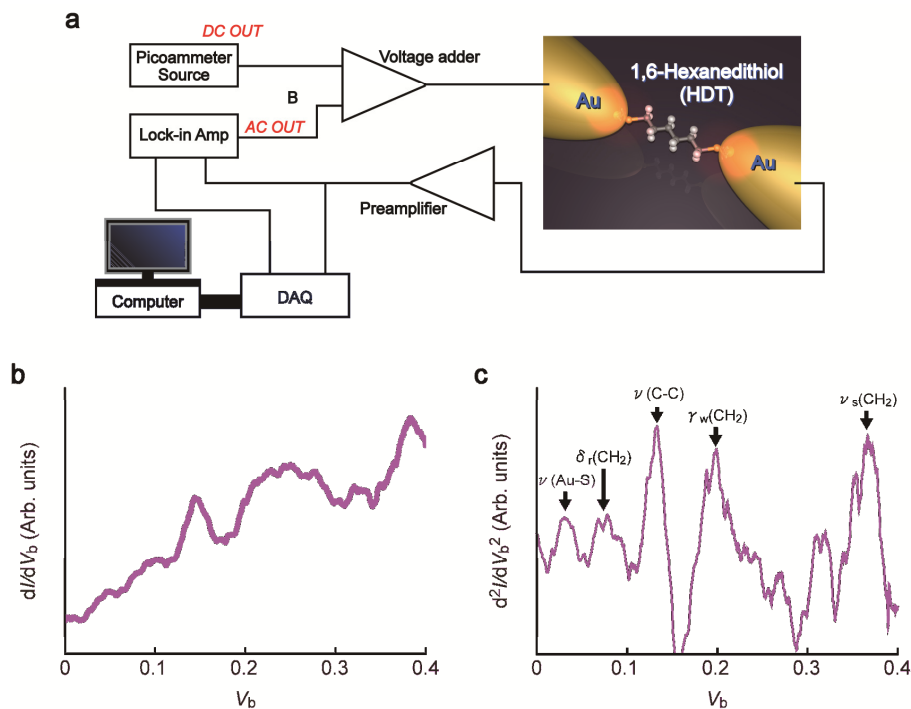 a
DC OUT
Picoammeter
Source
Voltage adder
B
Lock-in Amp
AC OUT
1,6-Hexanedithiol
(HDT)
Au
Au
Preamplifier
Computer
DAQ
b
dI/dVb (Arb. units)
0
0.1
0.2
0.3
0.4
Vb
c
d²I/dVb² (Arb. units)
ν (Au-S)
δr(CH2)
ν (C-C)
γw(CH2)
νs(CH2)
0
0.1
0.2
0.3
0.4
Vb